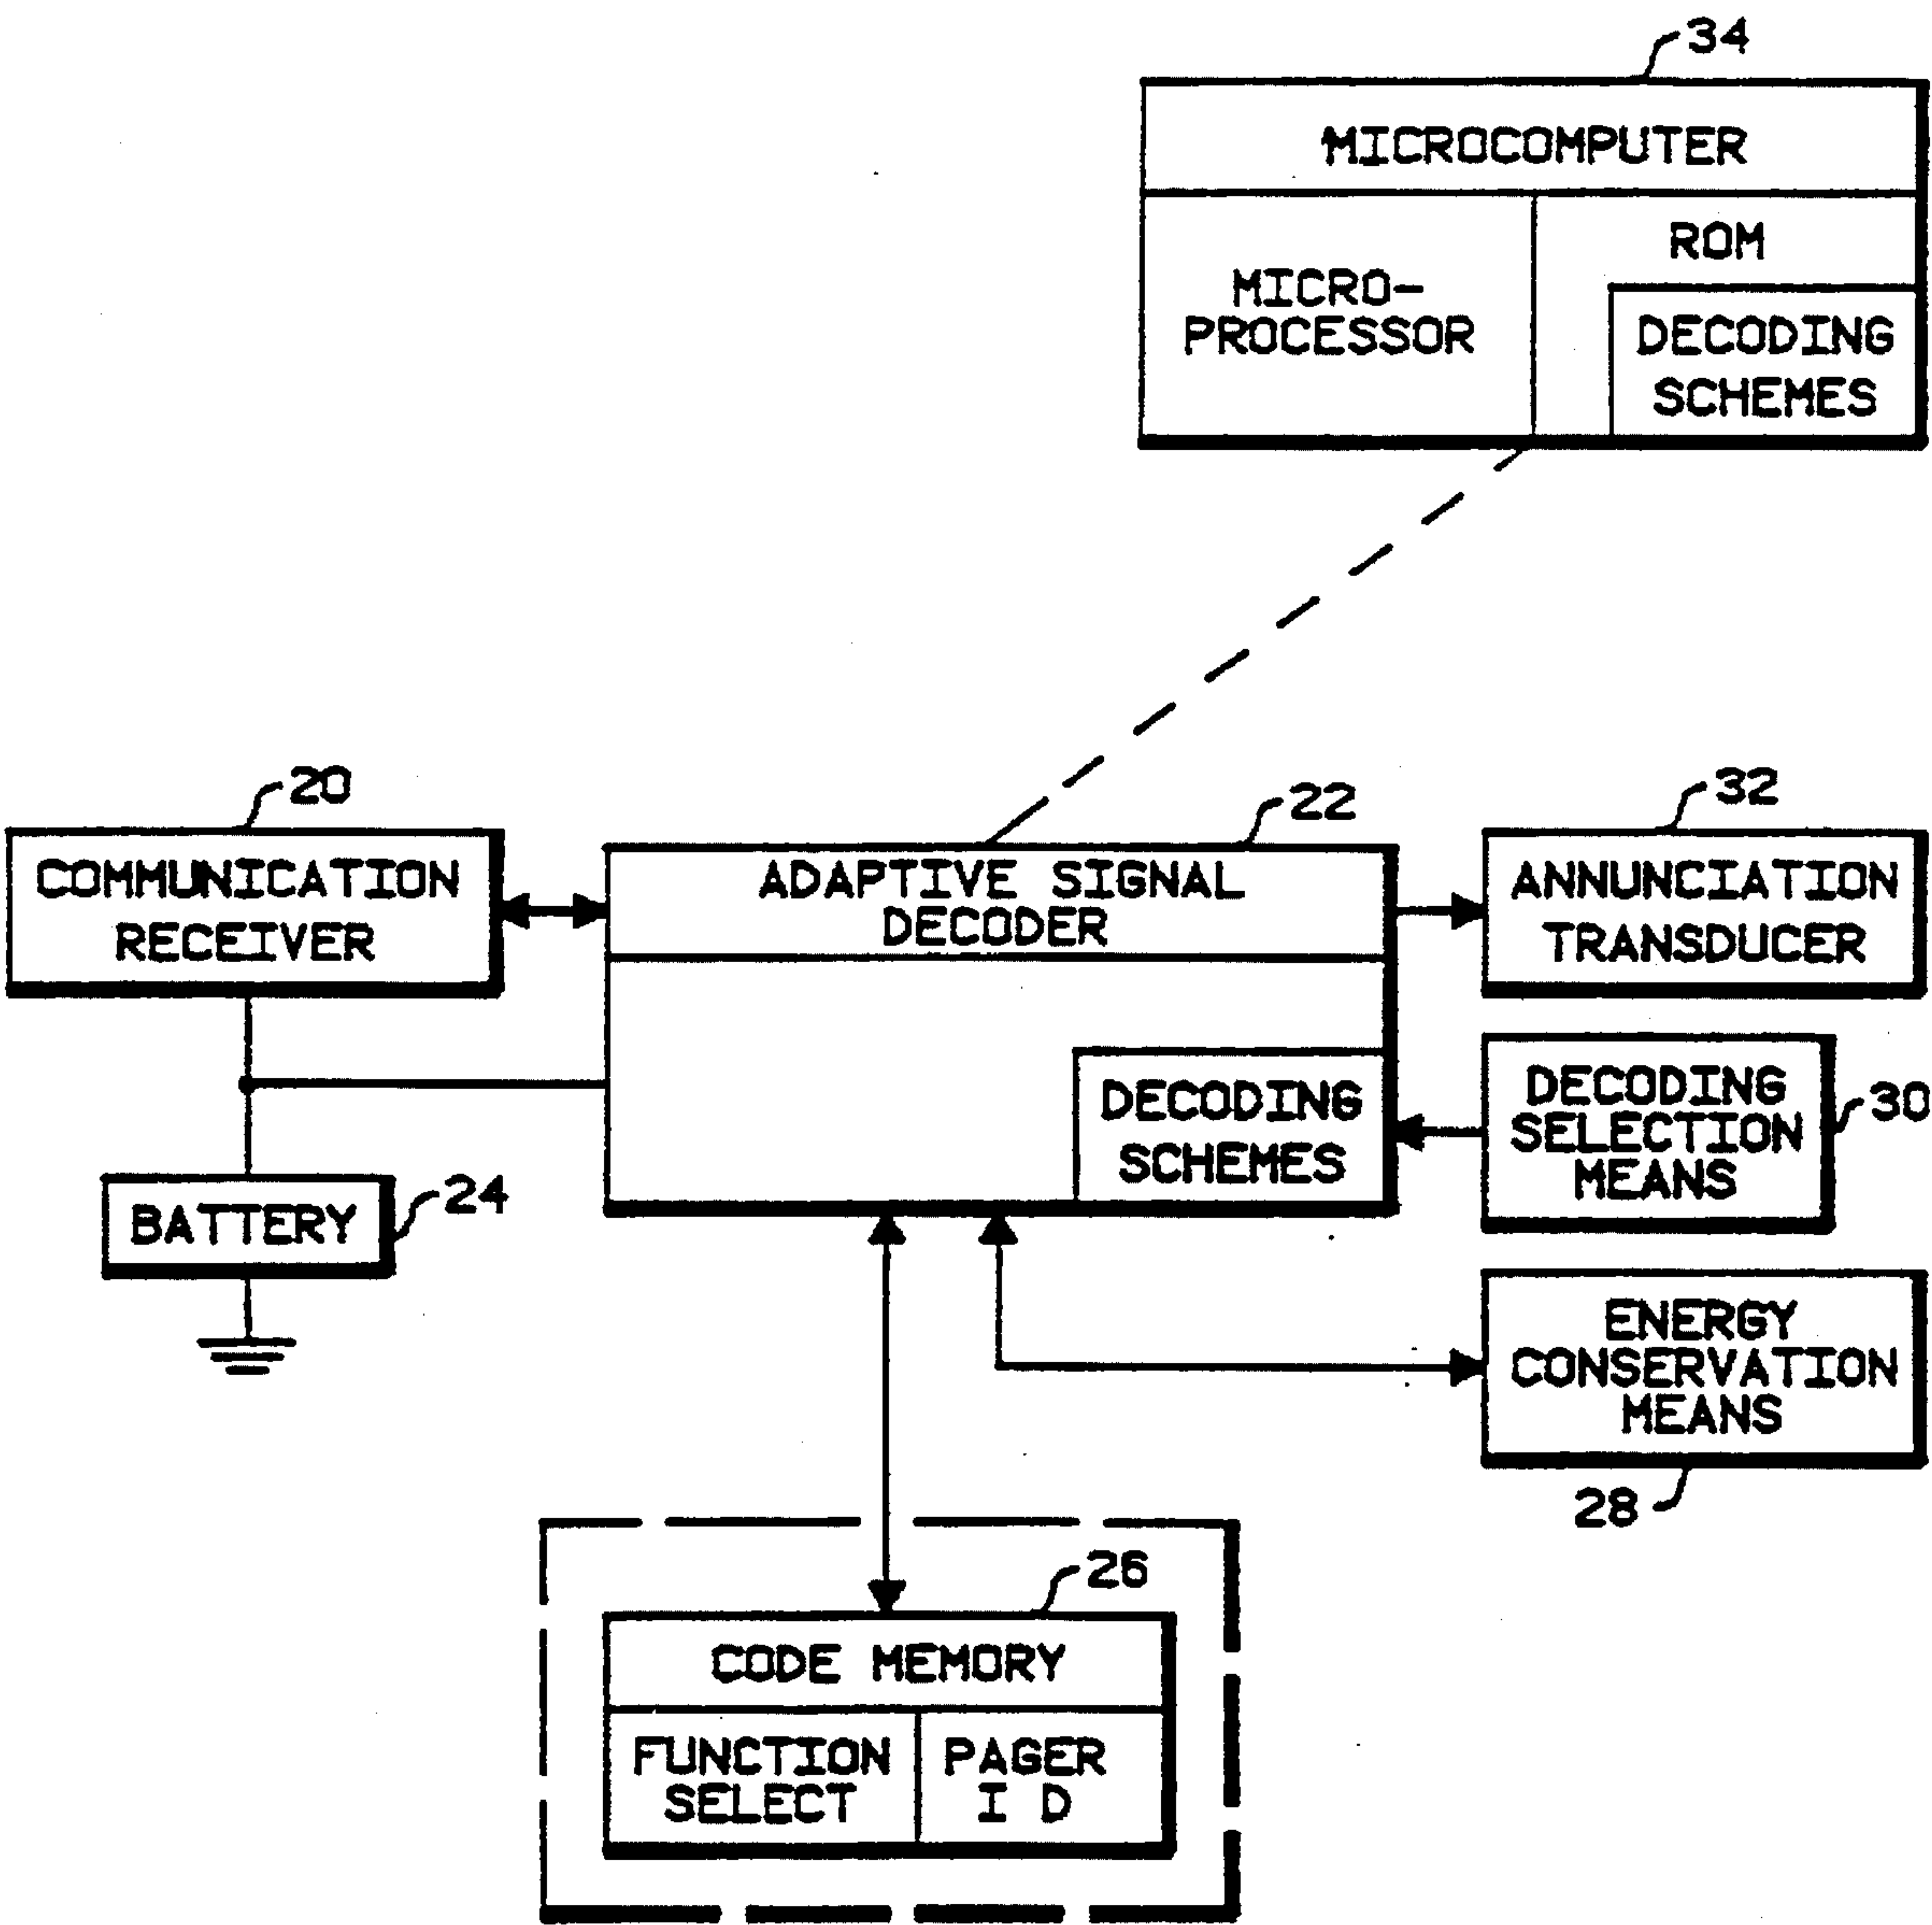 34
MICROCOMPUTER
ROM
MICRO-
PROCESSOR
DECODING
SCHEMES
20
22
32
COMMUNICATION
RECEIVER
ADAPTIVE SIGNAL
DECODER
ANNUNCIATION
TRANSDUCER
DECODING
SCHEMES
DECODING
SELECTION
MEANS
30
BATTERY
24
ENERGY
CONSERVATION
MEANS
28
26
CODE MEMORY
FUNCTION
SELECT
PAGER
I D